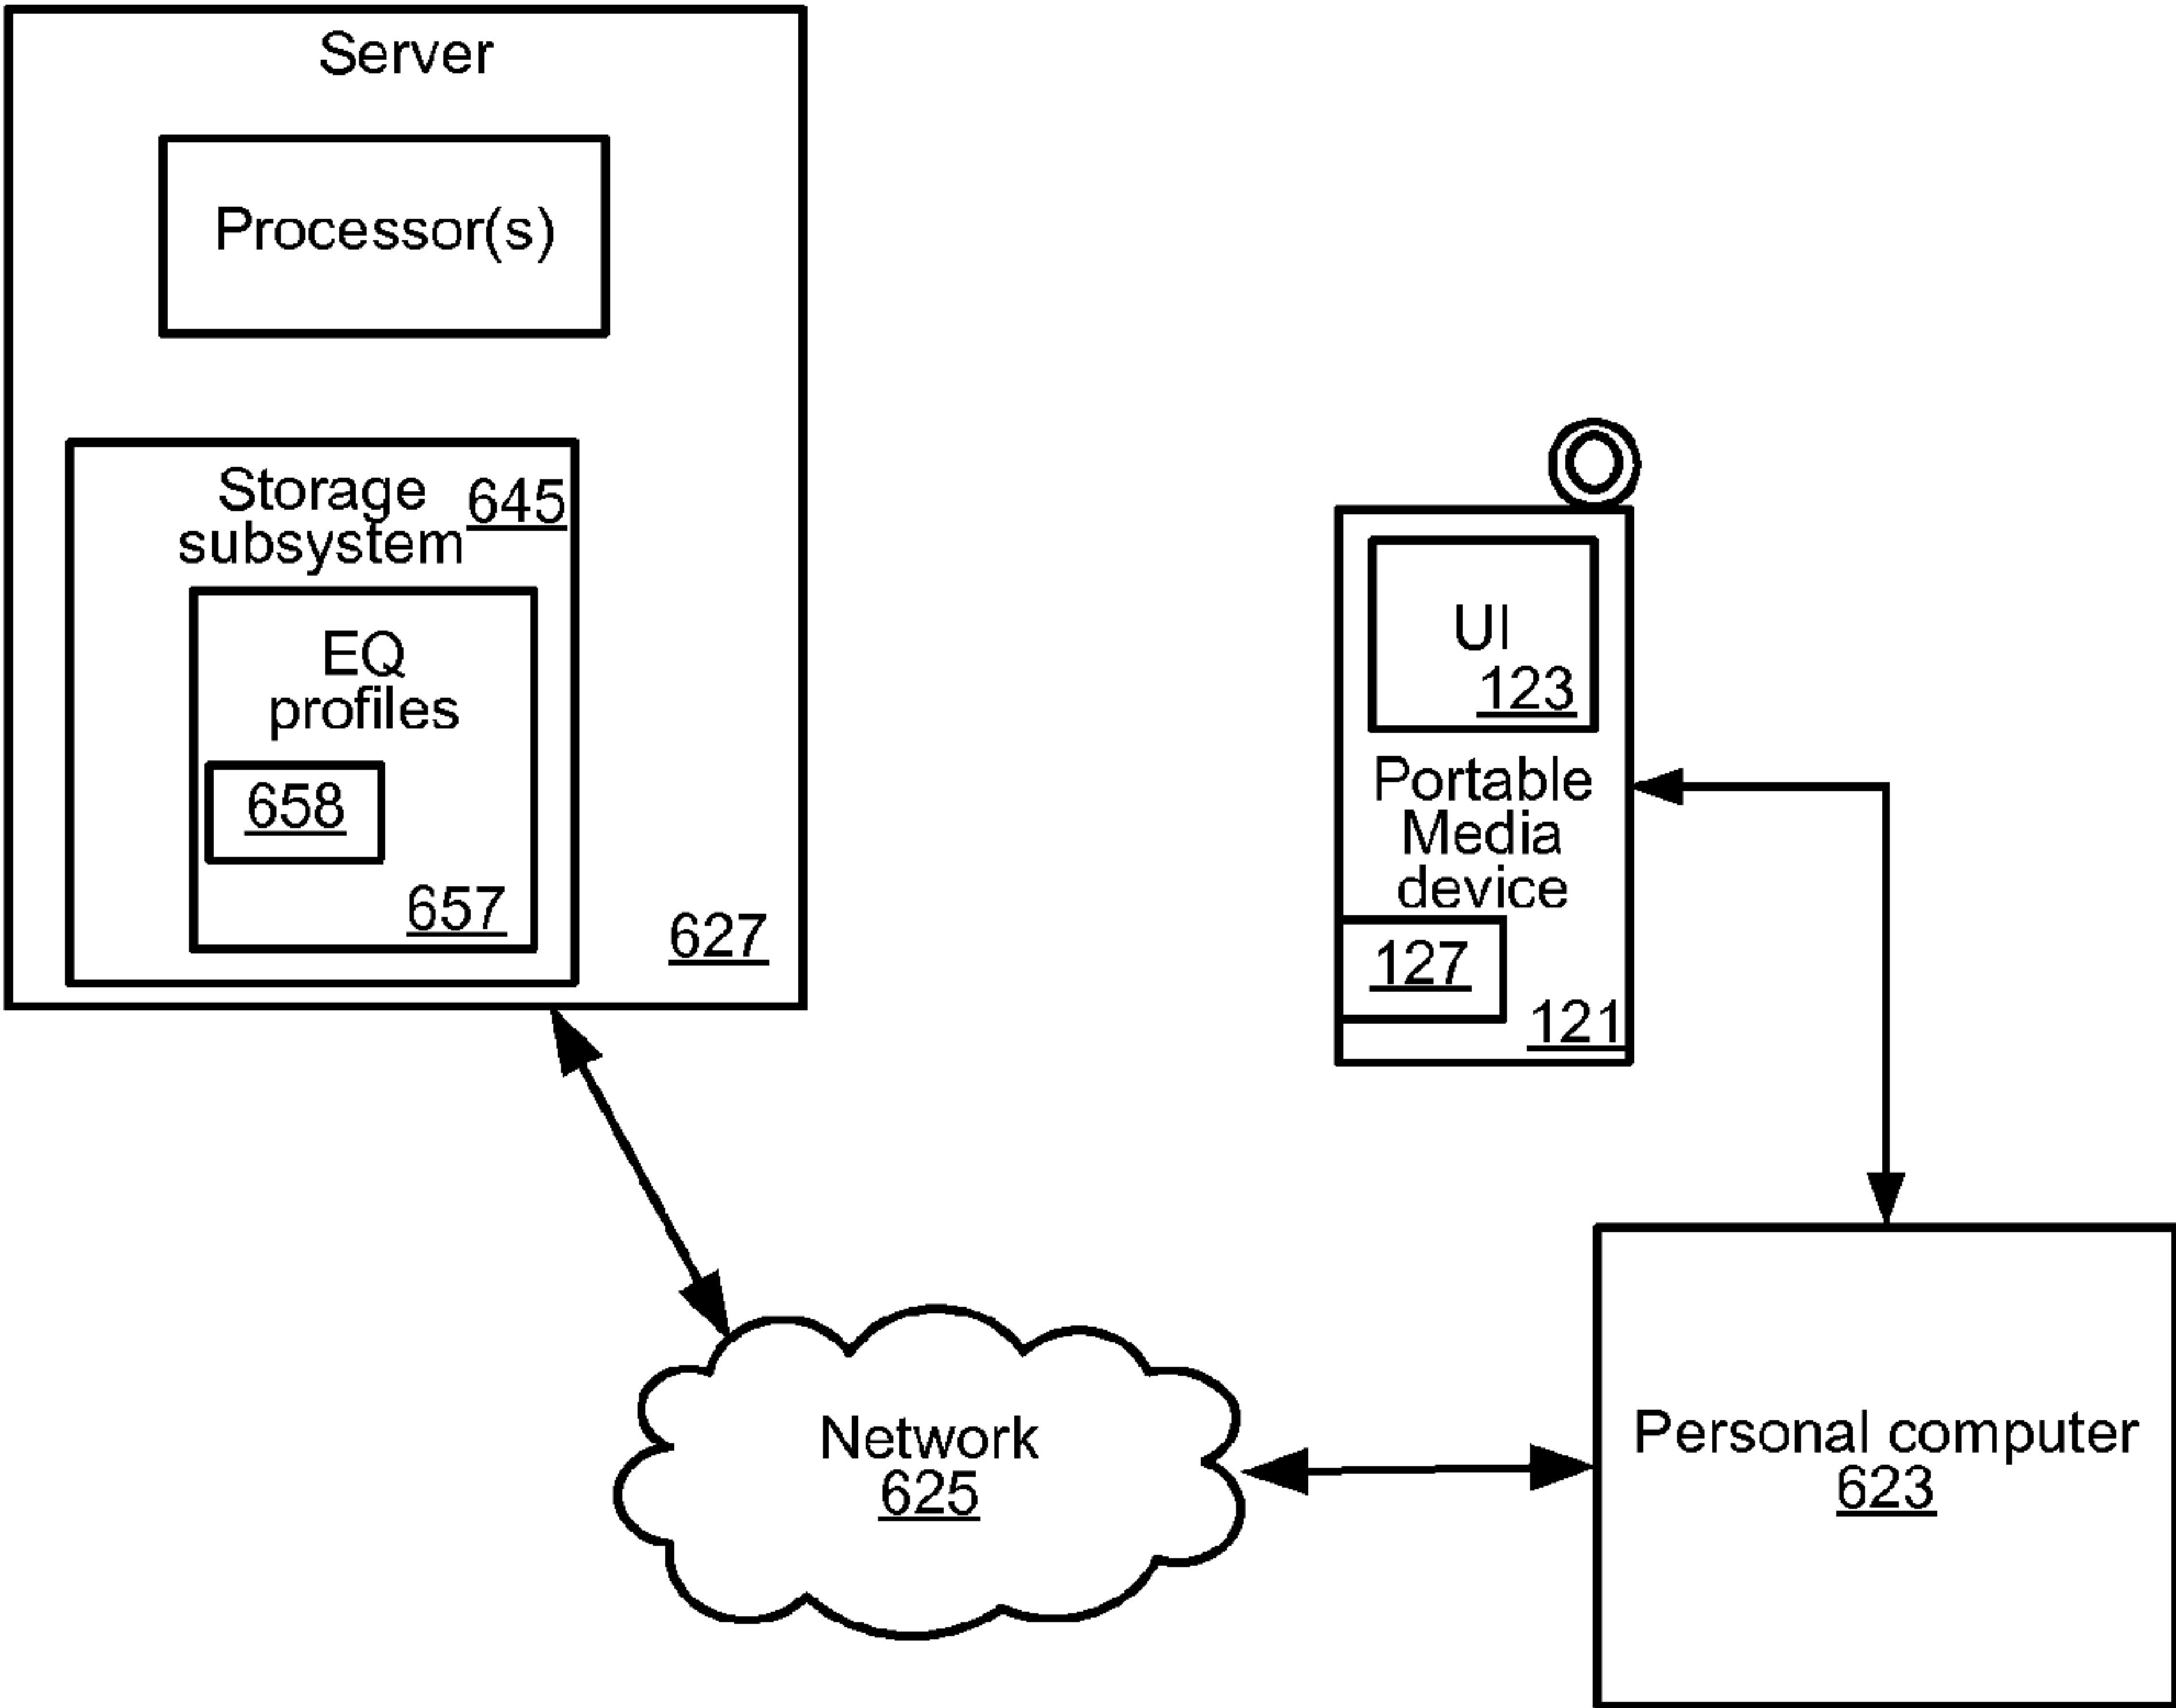 Server
Processor(s)
Storage
subsystem
645
EQ
profiles
658
657
627
UI
123
Portable
Media
device
127
121
Network
625
Personal computer
623